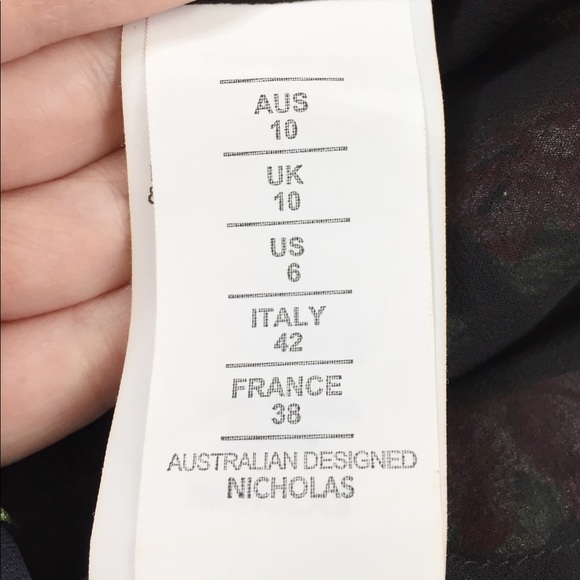 AUS
10
UK
10
US
6
ITALY
42
FRANCE
38
AUSTRALIAN DESIGNED
NICHOLAS